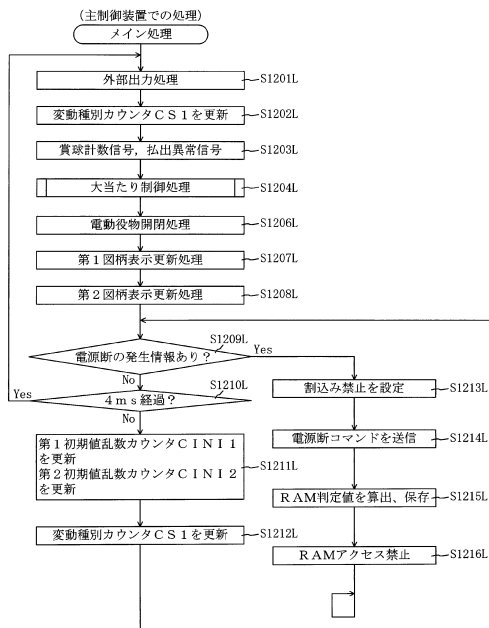 (主制御装置での処理)
メイン処理
外部出力処理
S1201L
変動種別カウンタCS1を更新
S1202L
賞球計数信号,払出異常信号
S1203L
大当たり制御処理
S1204L
電動役物開閉処理
S1206L
第1図柄表示更新処理
S1207L
第2図柄表示更新処理
S1208L
S1209L
電源断の発生情報あり?
Yes
No
S1210L
Yes
4ms経過?
No
割込み禁止を設定
S1213L
電源断コマンドを送信
S1214L
第1初期値乱数カウンタCINI1
を更新
第2初期値乱数カウンタCINI2
を更新
S1211L
RAM判定値を算出、保存
S1215L
変動種別カウンタCS1を更新
S1212L
RAMアクセス禁止
S1216L